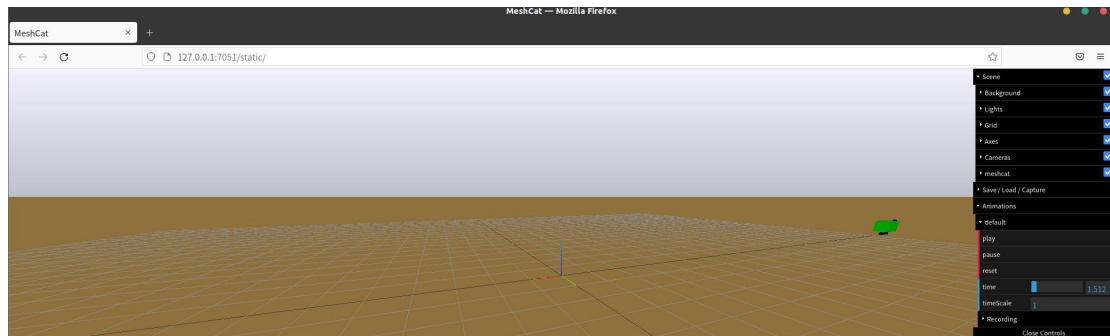 MeshCat — Mozilla Firefox
MeshCat × +
127.0.0.1:7051/static/
Scene
Background
Lights
Grid
Axes
Cameras
meshcat
Save / Load / Capture
Animations
default
play
pause
reset
time 1.512
timeScale 1
Recording
Close Controls